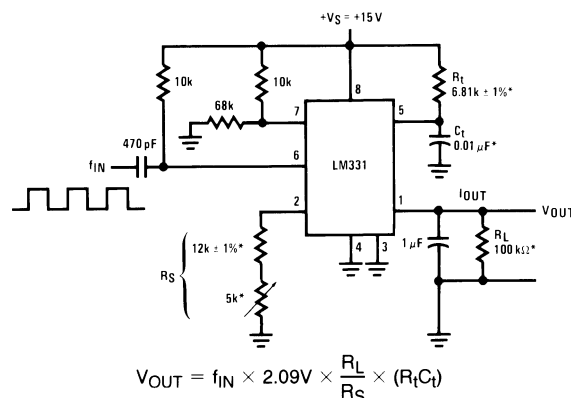 +VS = +15V
10k
10k
Rt
6.81k ± 1%*
68k
7
8
5
Ct
0.01 μF*
470 pF
fIN
6
LM331
2
1
IOUT
VOUT
12k ± 1%*
RS
5k*
4
3
1 μF
RL
100 kΩ*
VOUT = fIN × 2.09V × RL/RS × (RtCt)